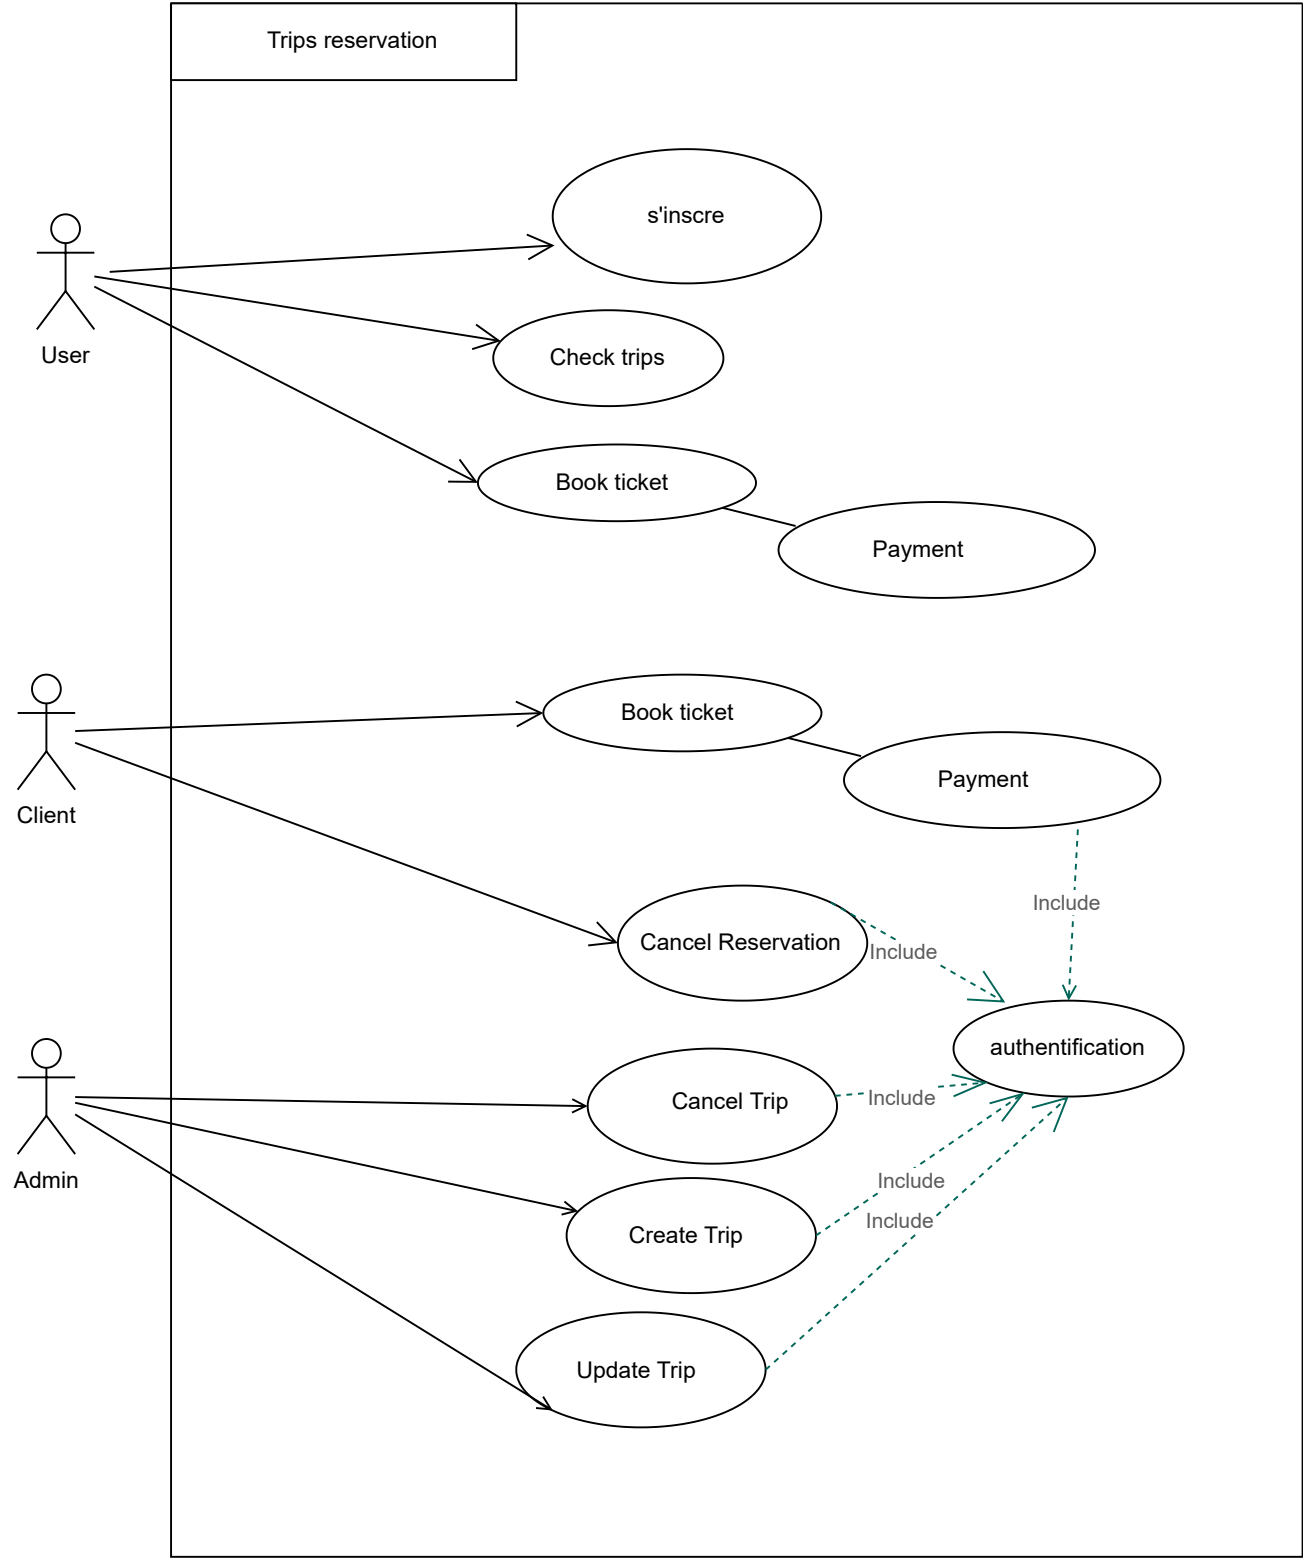 Trips reservation
s'inscre
User
Check trips
Book ticket
Payment
Client
Book ticket
Payment
Include
Cancel Reservation
Include
authentification
Admin
Cancel Trip
Include
Include
Create Trip
Include
Update Trip